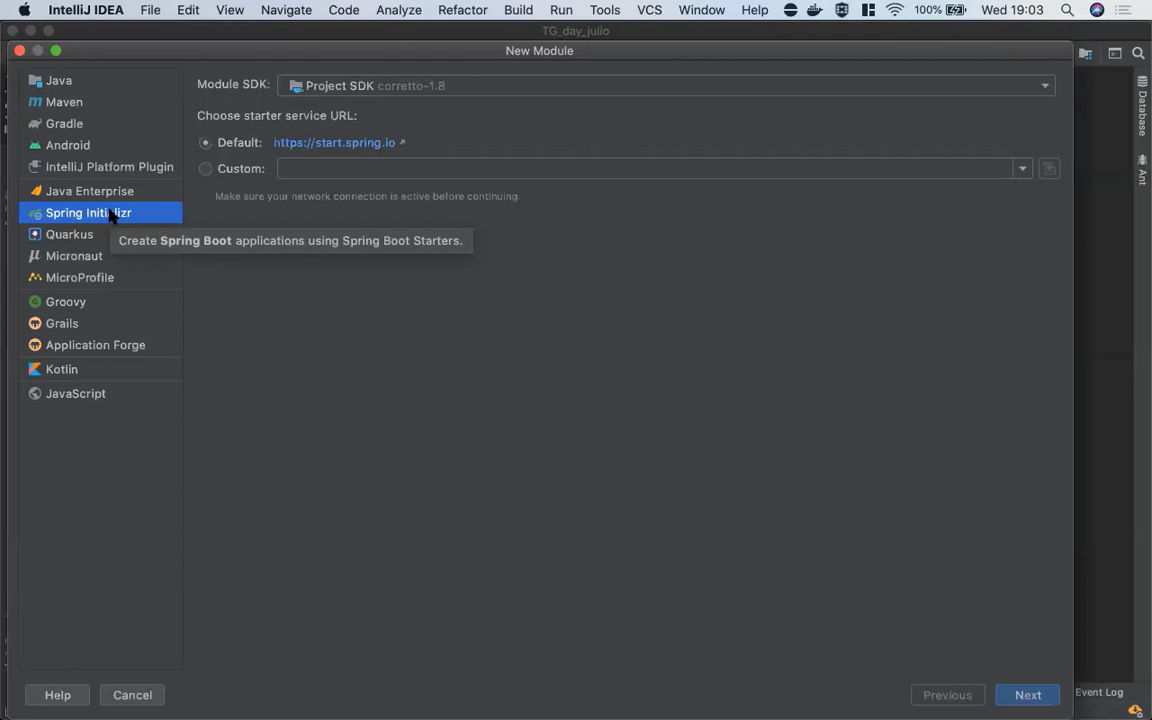 IntelliJ IDEA File Edit View Navigate Code Analyze Refactor Build Run Tools VCS Window Help 100% Wed 19:03
TG_day_julio
New Module
Java
Maven
Gradle
Android
IntelliJ Platform Plugin
Java Enterprise
Spring Initializr
Quarkus
Micronaut
MicroProfile
Groovy
Grails
Application Forge
Kotlin
JavaScript
Module SDK: Project SDK corretto-1.8
Choose starter service URL:
Default: https://start.spring.io
Custom:
Make sure your network connection is active before continuing.
Create Spring Boot applications using Spring Boot Starters.
Database
Ant
Help Cancel Previous Next
Event Log